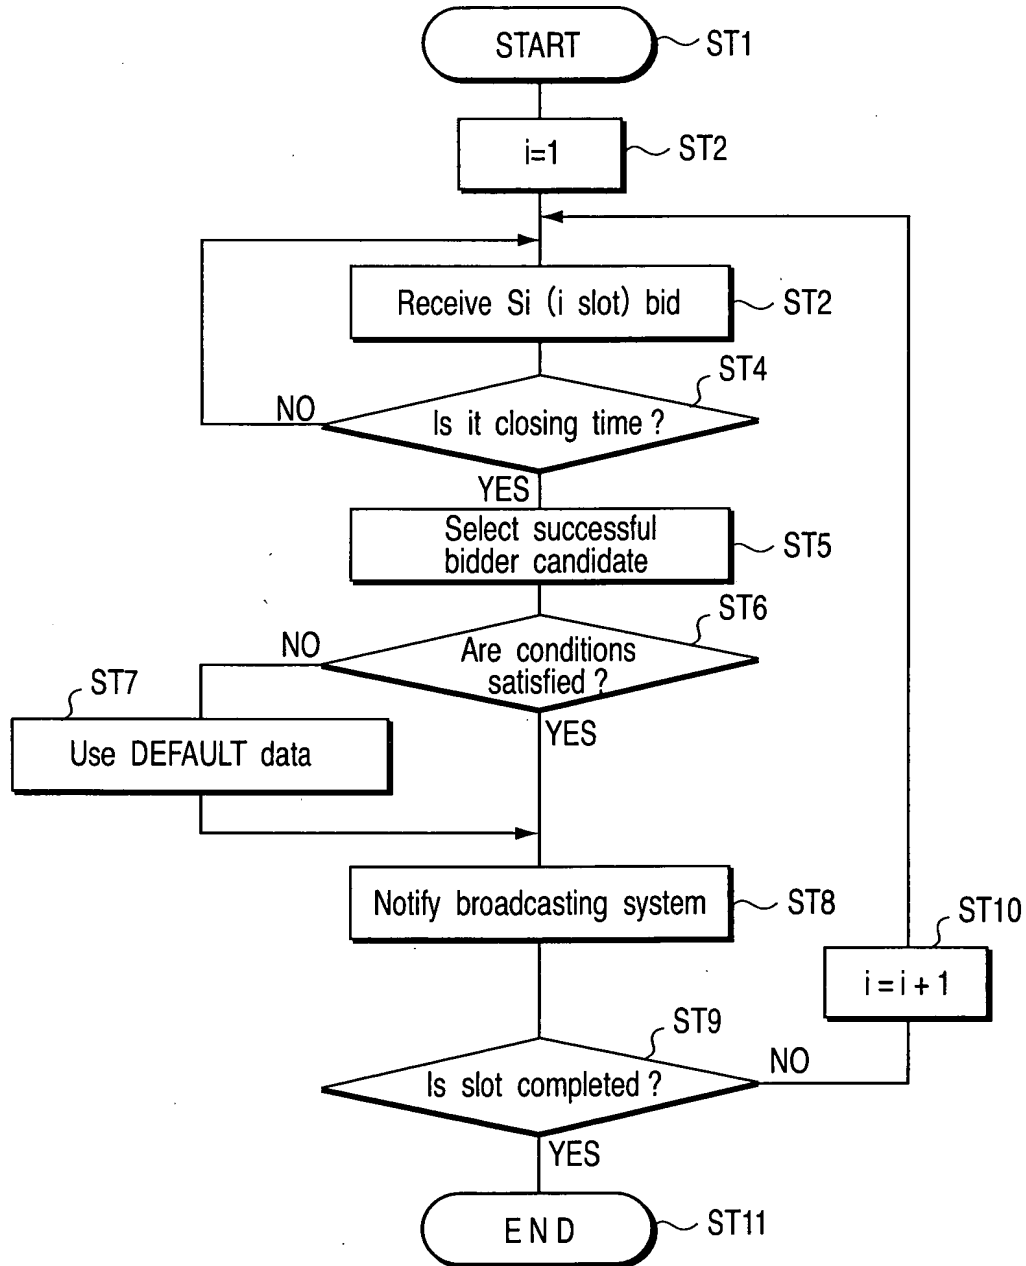 START
ST1
i=1
ST2
Receive Si (i slot) bid
ST2
ST4
Is it closing time ?
NO
YES
Select successful
bidder candidate
ST5
ST6
Are conditions
satisfied ?
NO
YES
ST7
Use DEFAULT data
Notify broadcasting system
ST8
ST10
i = i + 1
ST9
Is slot completed ?
NO
YES
END
ST11